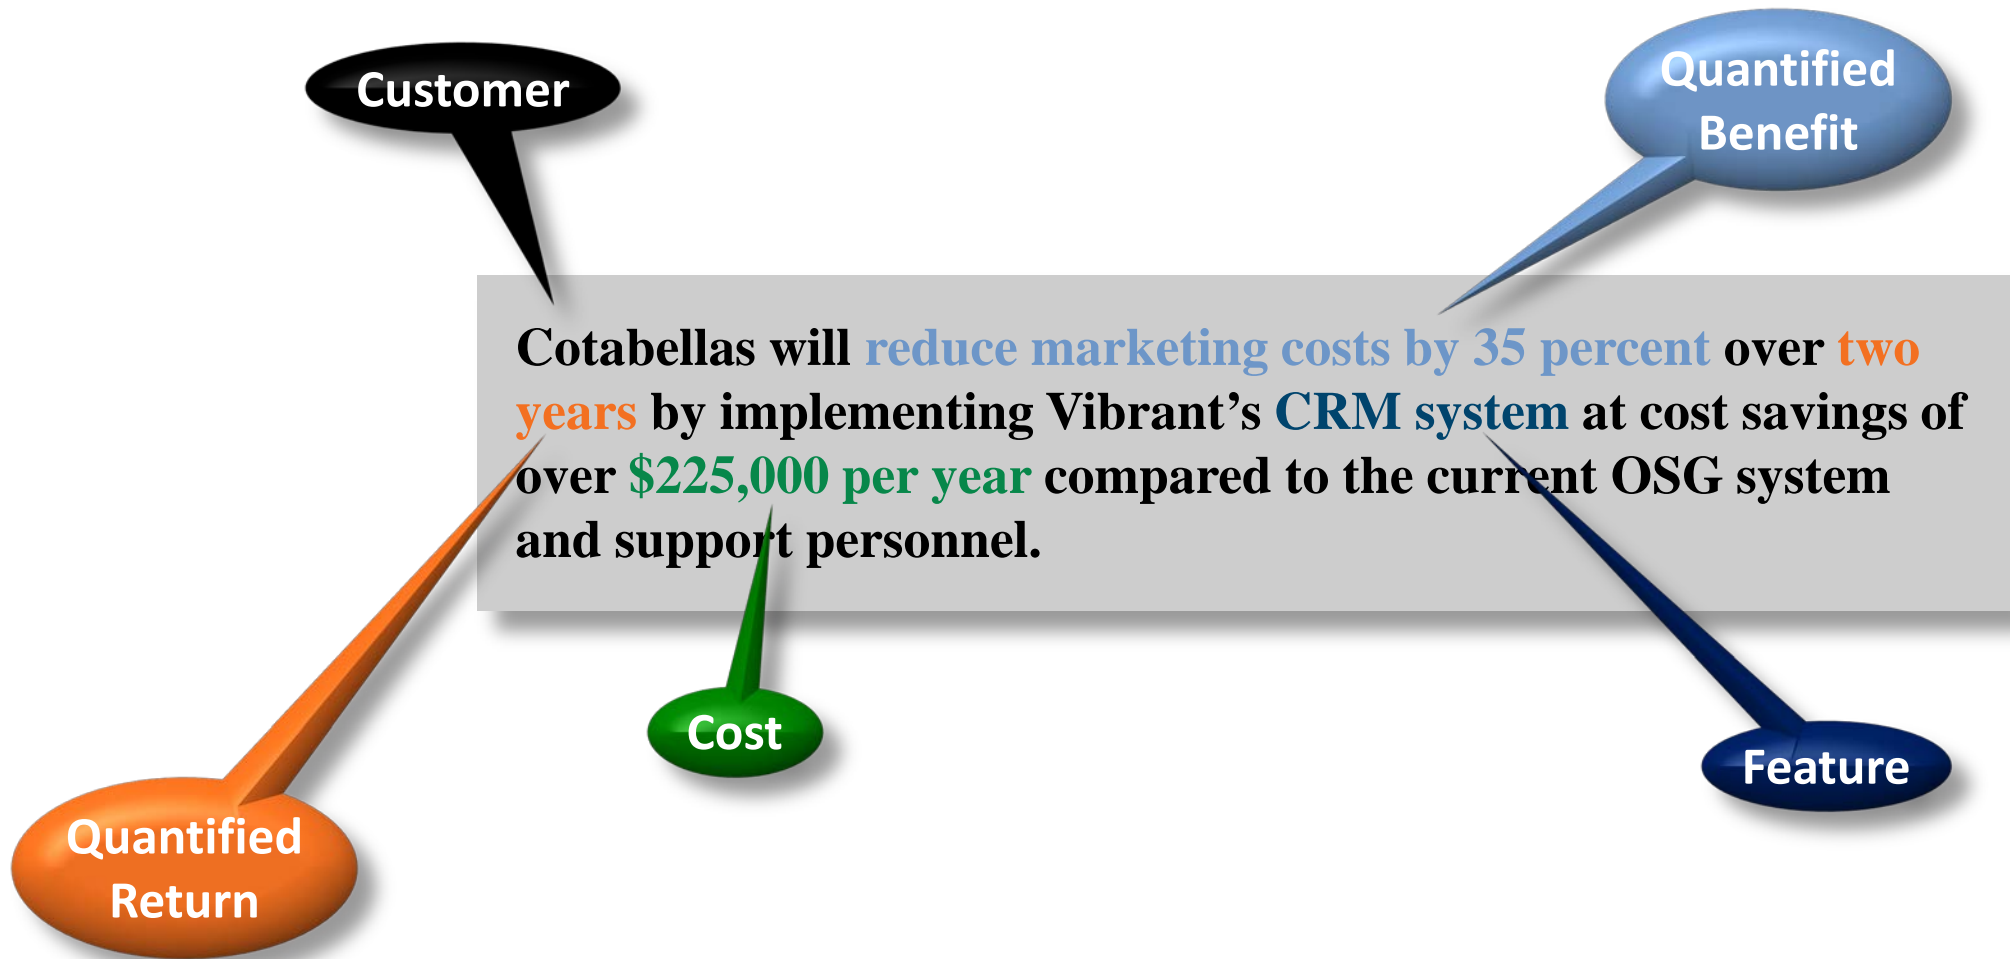 Customer
Quantified
Benefit
Cotabellas will reduce marketing costs by 35 percent over two
years by implementing Vibrant’s CRM system at cost savings of
over $225,000 per year compared to the current OSG system
and support personnel.
Cost
Feature
Quantified
Return